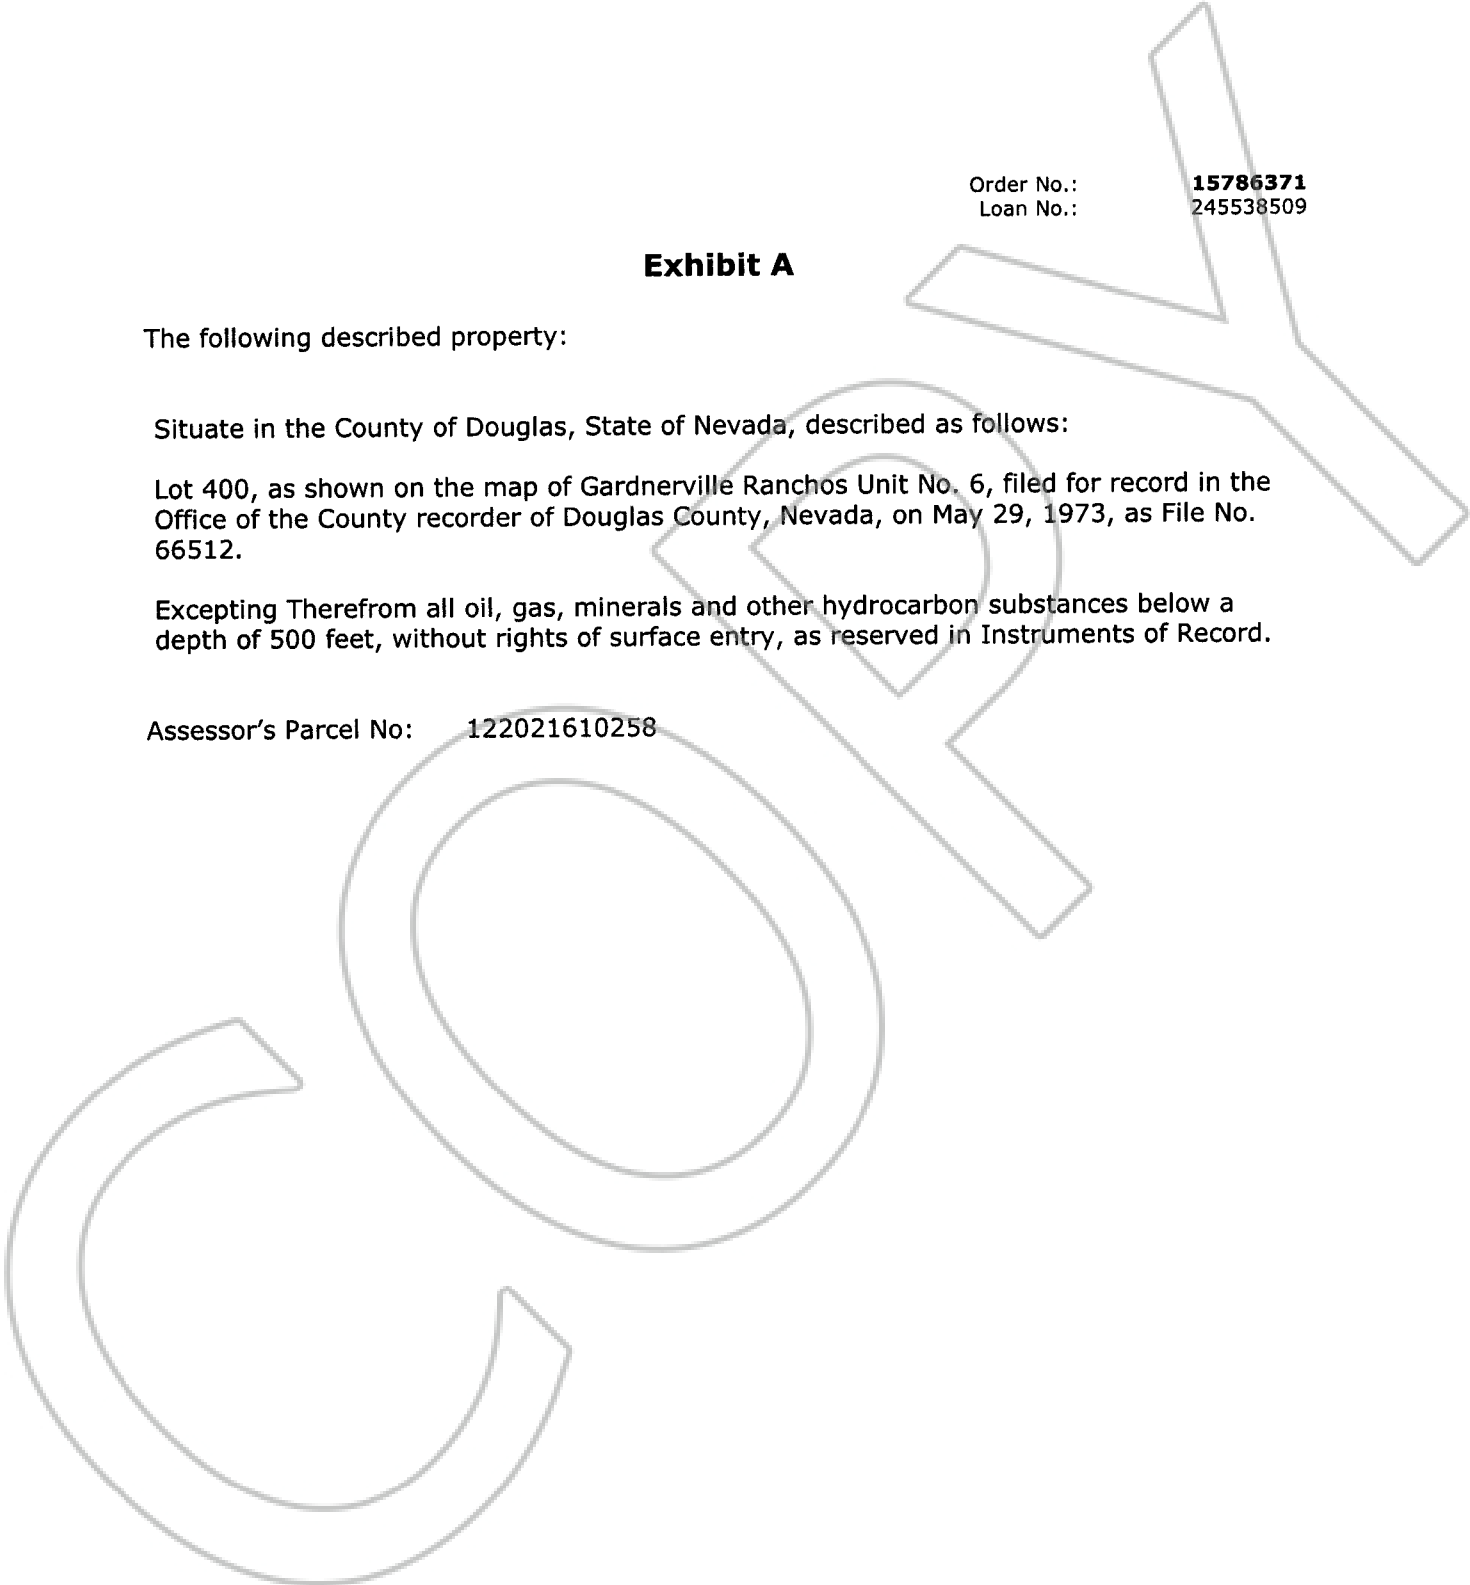 Order No.: 15786371
Loan No.: 245538509
Exhibit A
The following described property:
Situate in the County of Douglas, State of Nevada, described as follows:
Lot 400, as shown on the map of Gardnerville Ranchos Unit No. 6, filed for record in the
Office of the County recorder of Douglas County, Nevada, on May 29, 1973, as File No.
66512.
Excepting Therefrom all oil, gas, minerals and other hydrocarbon substances below a
depth of 500 feet, without rights of surface entry, as reserved in Instruments of Record.
Assessor's Parcel No: 122021610258
COPY